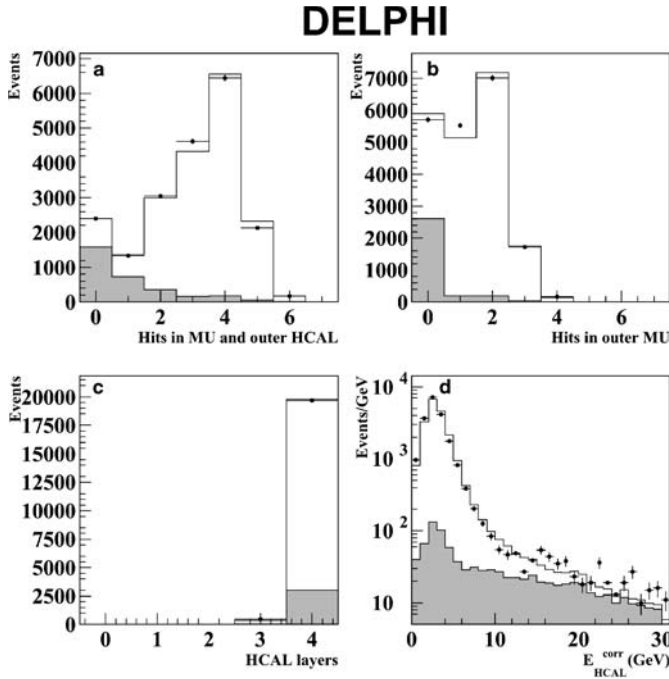 DELPHI
Events
a
7000
6000
5000
4000
3000
2000
1000
0
0 2 4 6
Hits in MU and outer HCAL
Events
b
7000
6000
5000
4000
3000
2000
1000
0
0 2 4 6
Hits in outer MU
Events
c
20000
17500
15000
12500
10000
7500
5000
2500
0
0 1 2 3 4
HCAL layers
Events/GeV
d
10^4
10^3
10^2
10
0 10 20 30
E_HCAL^corr (GeV)